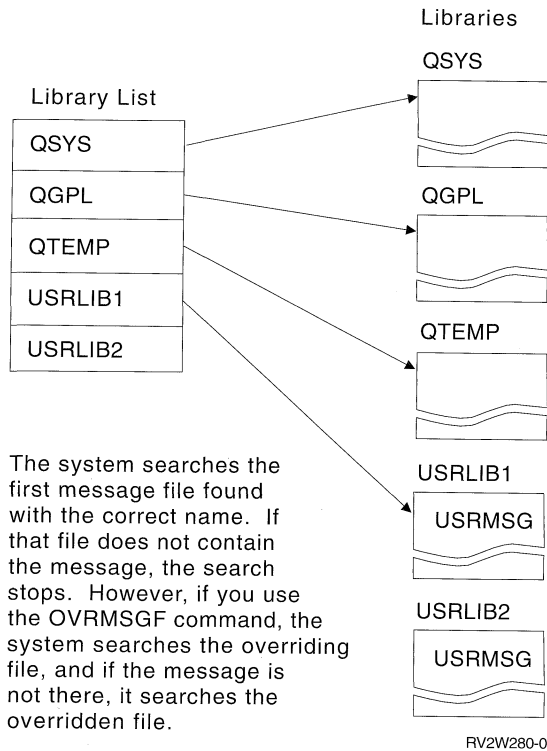 Libraries
QSYS
Library List
QSYS
QGPL
QTEMP
USRLIB1
USRLIB2
QGPL
QTEMP
USRLIB1
USRMSG
USRLIB2
USRMSG
The system searches the
first message file found
with the correct name. If
that file does not contain
the message, the search
stops. However, if you use
the OVRMSGF command, the
system searches the overriding
file, and if the message is
not there, it searches the
overridden file.
RV2W280-0